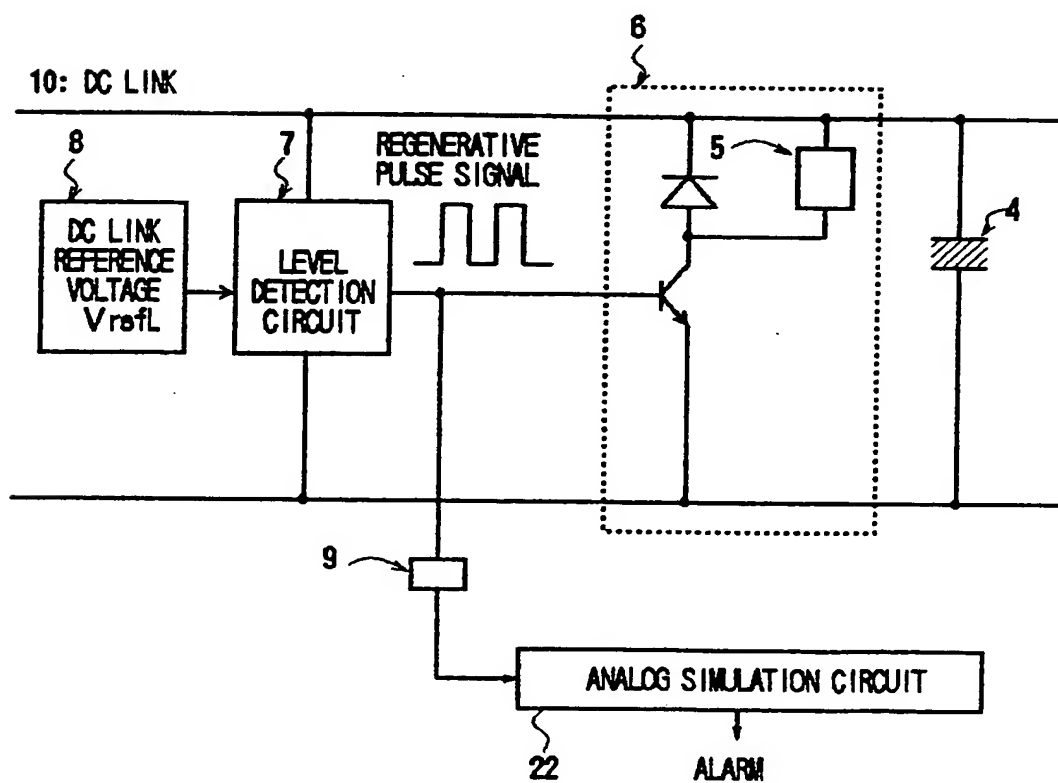 6
10: DC LINK
8
7
REGENERATIVE
PULSE SIGNAL
5
4
DC LINK
REFERENCE
VOLTAGE
VrefL
LEVEL
DETECTION
CIRCUIT
9
ANALOG SIMULATION CIRCUIT
22
ALARM